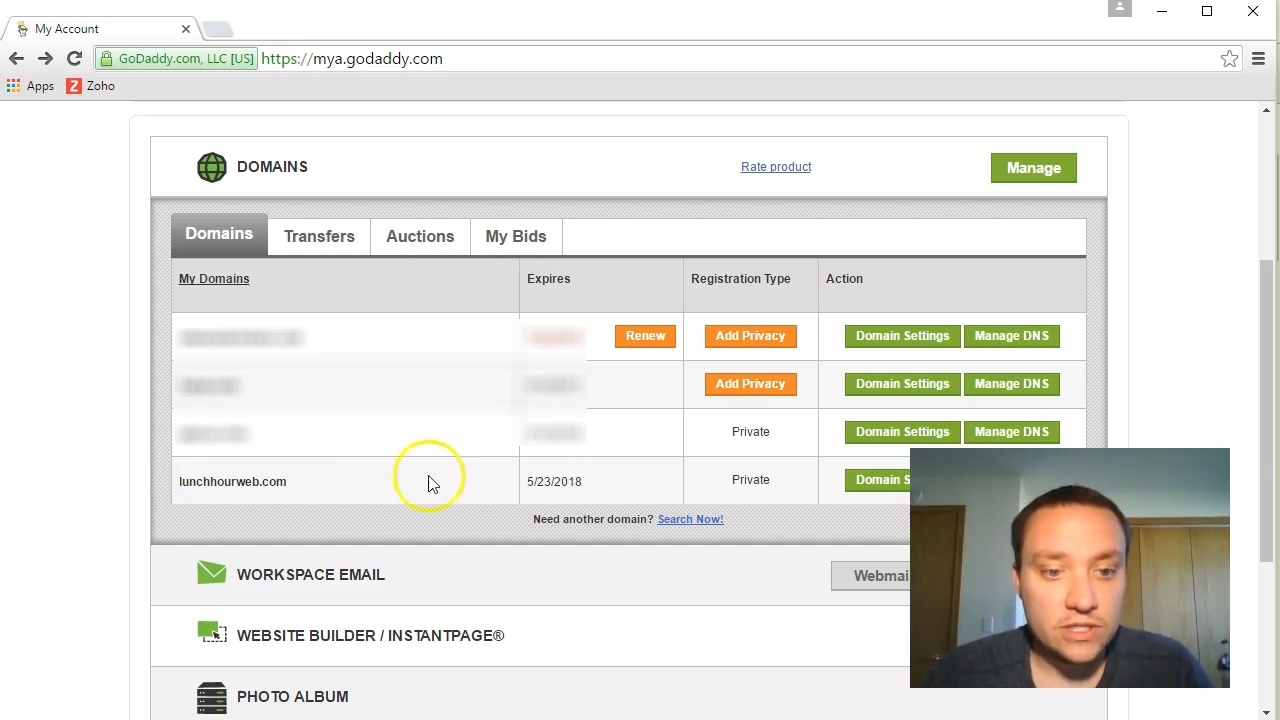 My Account
GoDaddy.com, LLC [US] https://mya.godaddy.com
Apps Zoho
DOMAINS Rate product Manage
Domains Transfers Auctions My Bids
My Domains Expires Registration Type Action
Renew Add Privacy Domain Settings Manage DNS
Add Privacy Domain Settings Manage DNS
Private Domain Settings Manage DNS
lunchhourweb.com 5/23/2018 Private Domain S
Need another domain? Search Now!
WORKSPACE EMAIL Webmai
WEBSITE BUILDER / INSTANTPAGE®
PHOTO ALBUM